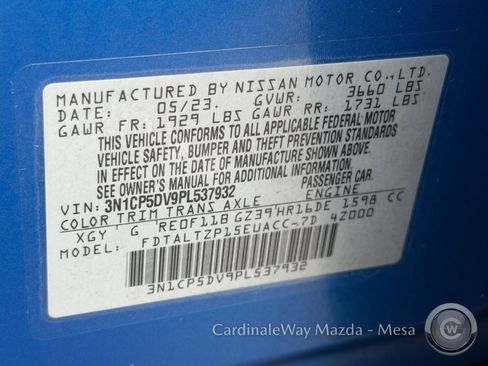 MANUFACTURED BY NISSAN MOTOR CO.,LTD.
DATE: 05/23. GVWR: 3660 LBS
GAWR FR: 1929 LBS GAWR RR: 1731 LBS
THIS VEHICLE CONFORMS TO ALL APPLICABLE FEDERAL MOTOR
VEHICLE SAFETY, BUMPER AND THEFT PREVENTION STANDARDS
IN EFFECT ON THE DATE OF MANUFACTURE SHOWN ABOVE.
SEE OWNER'S MANUAL FOR ADDITIONAL INFORMATION.
VIN: 3N1CP5DV9PL537932 PASSENGER CAR.
COLOR TRIM TRANS AXLE ENGINE
XGY G RE0F11B GZ39 HR16DE 1598 CC
MODEL: FDTALTZP15EUACC-7D 4Z000
3N1CP5DV9PL537932
CardinaleWay Mazda - Mesa